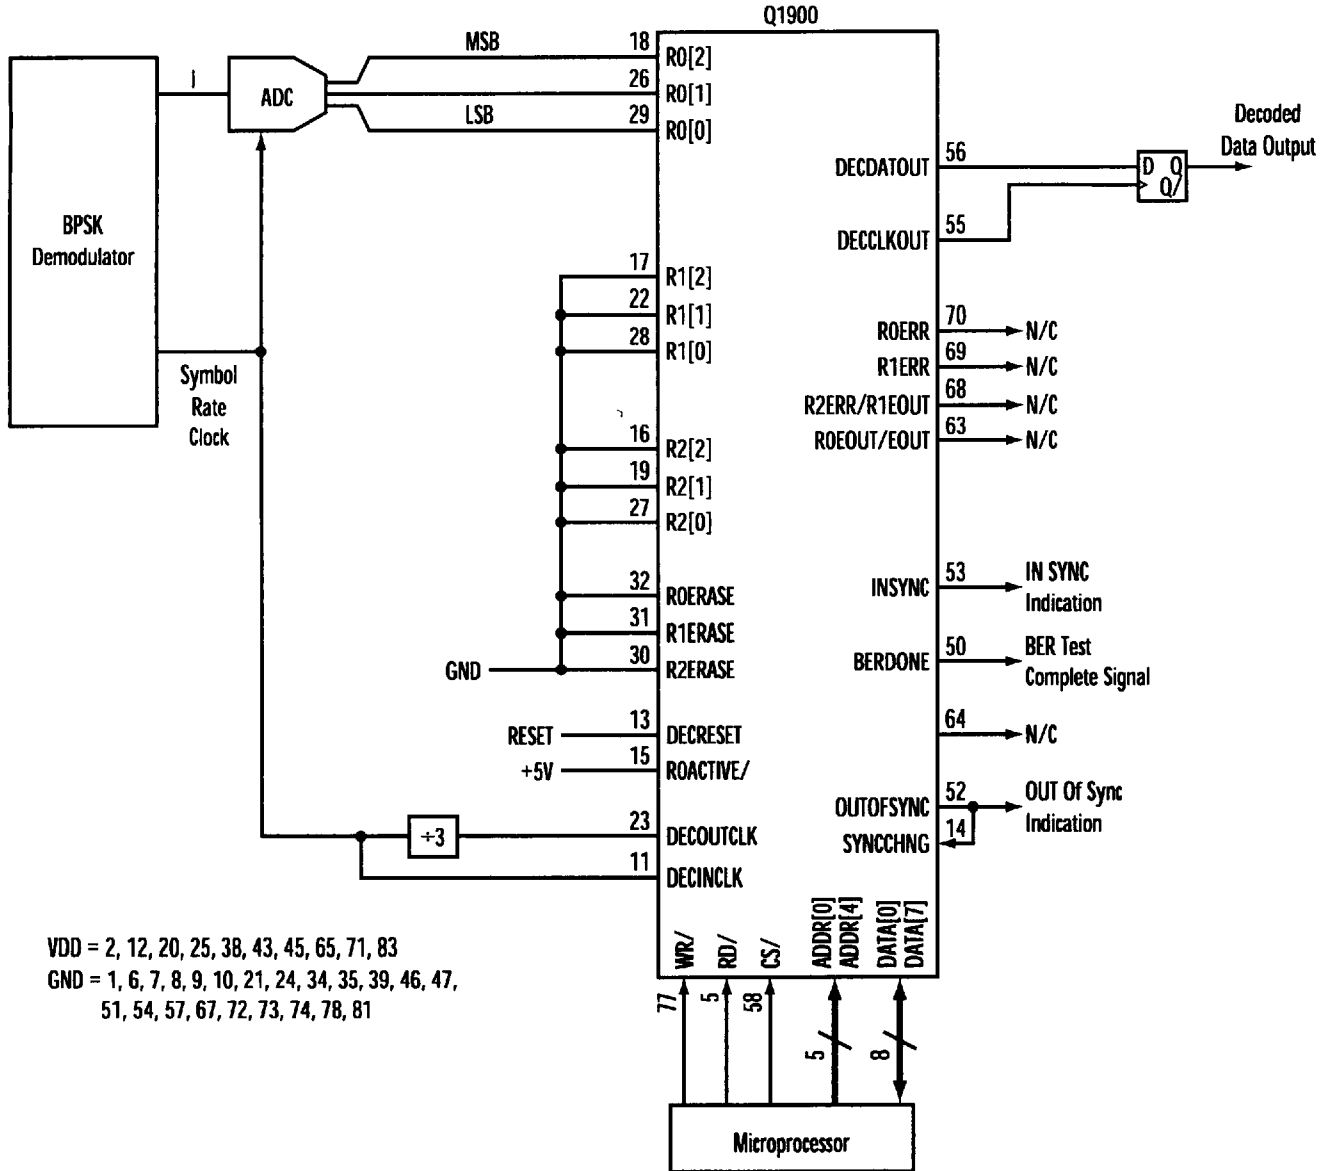 Q1900
MSB
18
R0[2]
I
ADC
26
R0[1]
LSB
29
R0[0]
BPSK
Demodulator
Symbol
Rate
Clock
17
R1[2]
22
R1[1]
28
R1[0]
16
R2[2]
19
R2[1]
27
R2[0]
32
R0ERASE
31
R1ERASE
GND
30
R2ERASE
RESET
13
DECRESET
+5V
15
R0ACTIVE/
÷3
23
DECOUTCLK
11
DECINCLK
DECDATOUT
56
D Q
Q/
Decoded
Data Output
DECCLKOUT
55
R0ERR
70
N/C
R1ERR
69
N/C
R2ERR/R1EOUT
68
N/C
R0EOUT/EOUT
63
N/C
INSYNC
53
IN SYNC
Indication
BERDONE
50
BER Test
Complete Signal
64
N/C
OUTOFSYNC
52
OUT Of Sync
Indication
SYNCCHNG
14
WR/
RD/
CS/
ADDR[0]
ADDR[4]
DATA[0]
DATA[7]
77
5
58
5
8
Microprocessor
VDD = 2, 12, 20, 25, 38, 43, 45, 65, 71, 83
GND = 1, 6, 7, 8, 9, 10, 21, 24, 34, 35, 39, 46, 47,
51, 54, 57, 67, 72, 73, 74, 78, 81